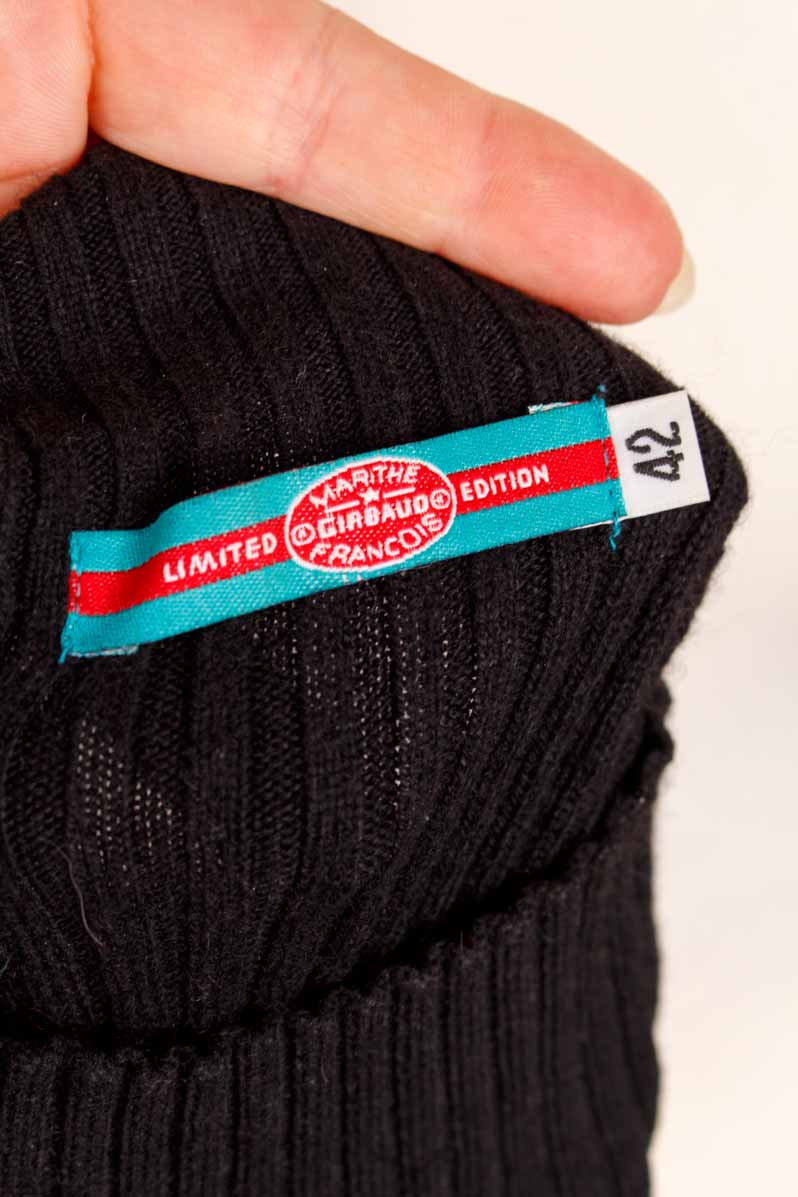 LIMITED
MARITHE
GIRBAUD
FRANCOIS
EDITION
42